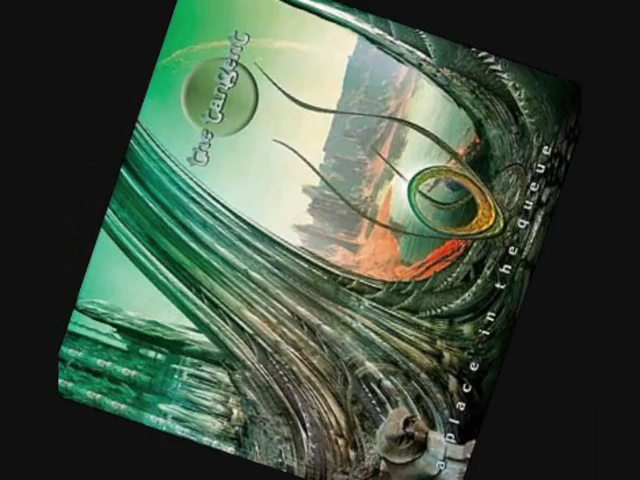 the tangent
a place in the queue